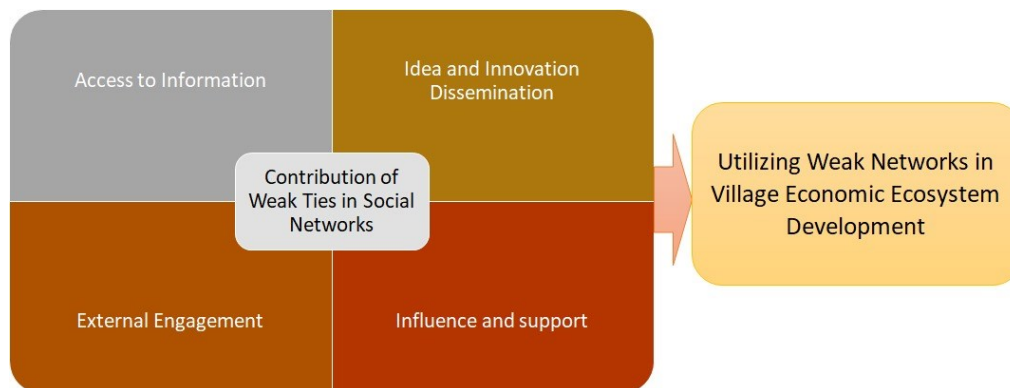 Access to Information
Idea and Innovation
Dissemination
Contribution of
Weak Ties in Social
Networks
External Engagement
Influence and support
Utilizing Weak Networks in
Village Economic Ecosystem
Development